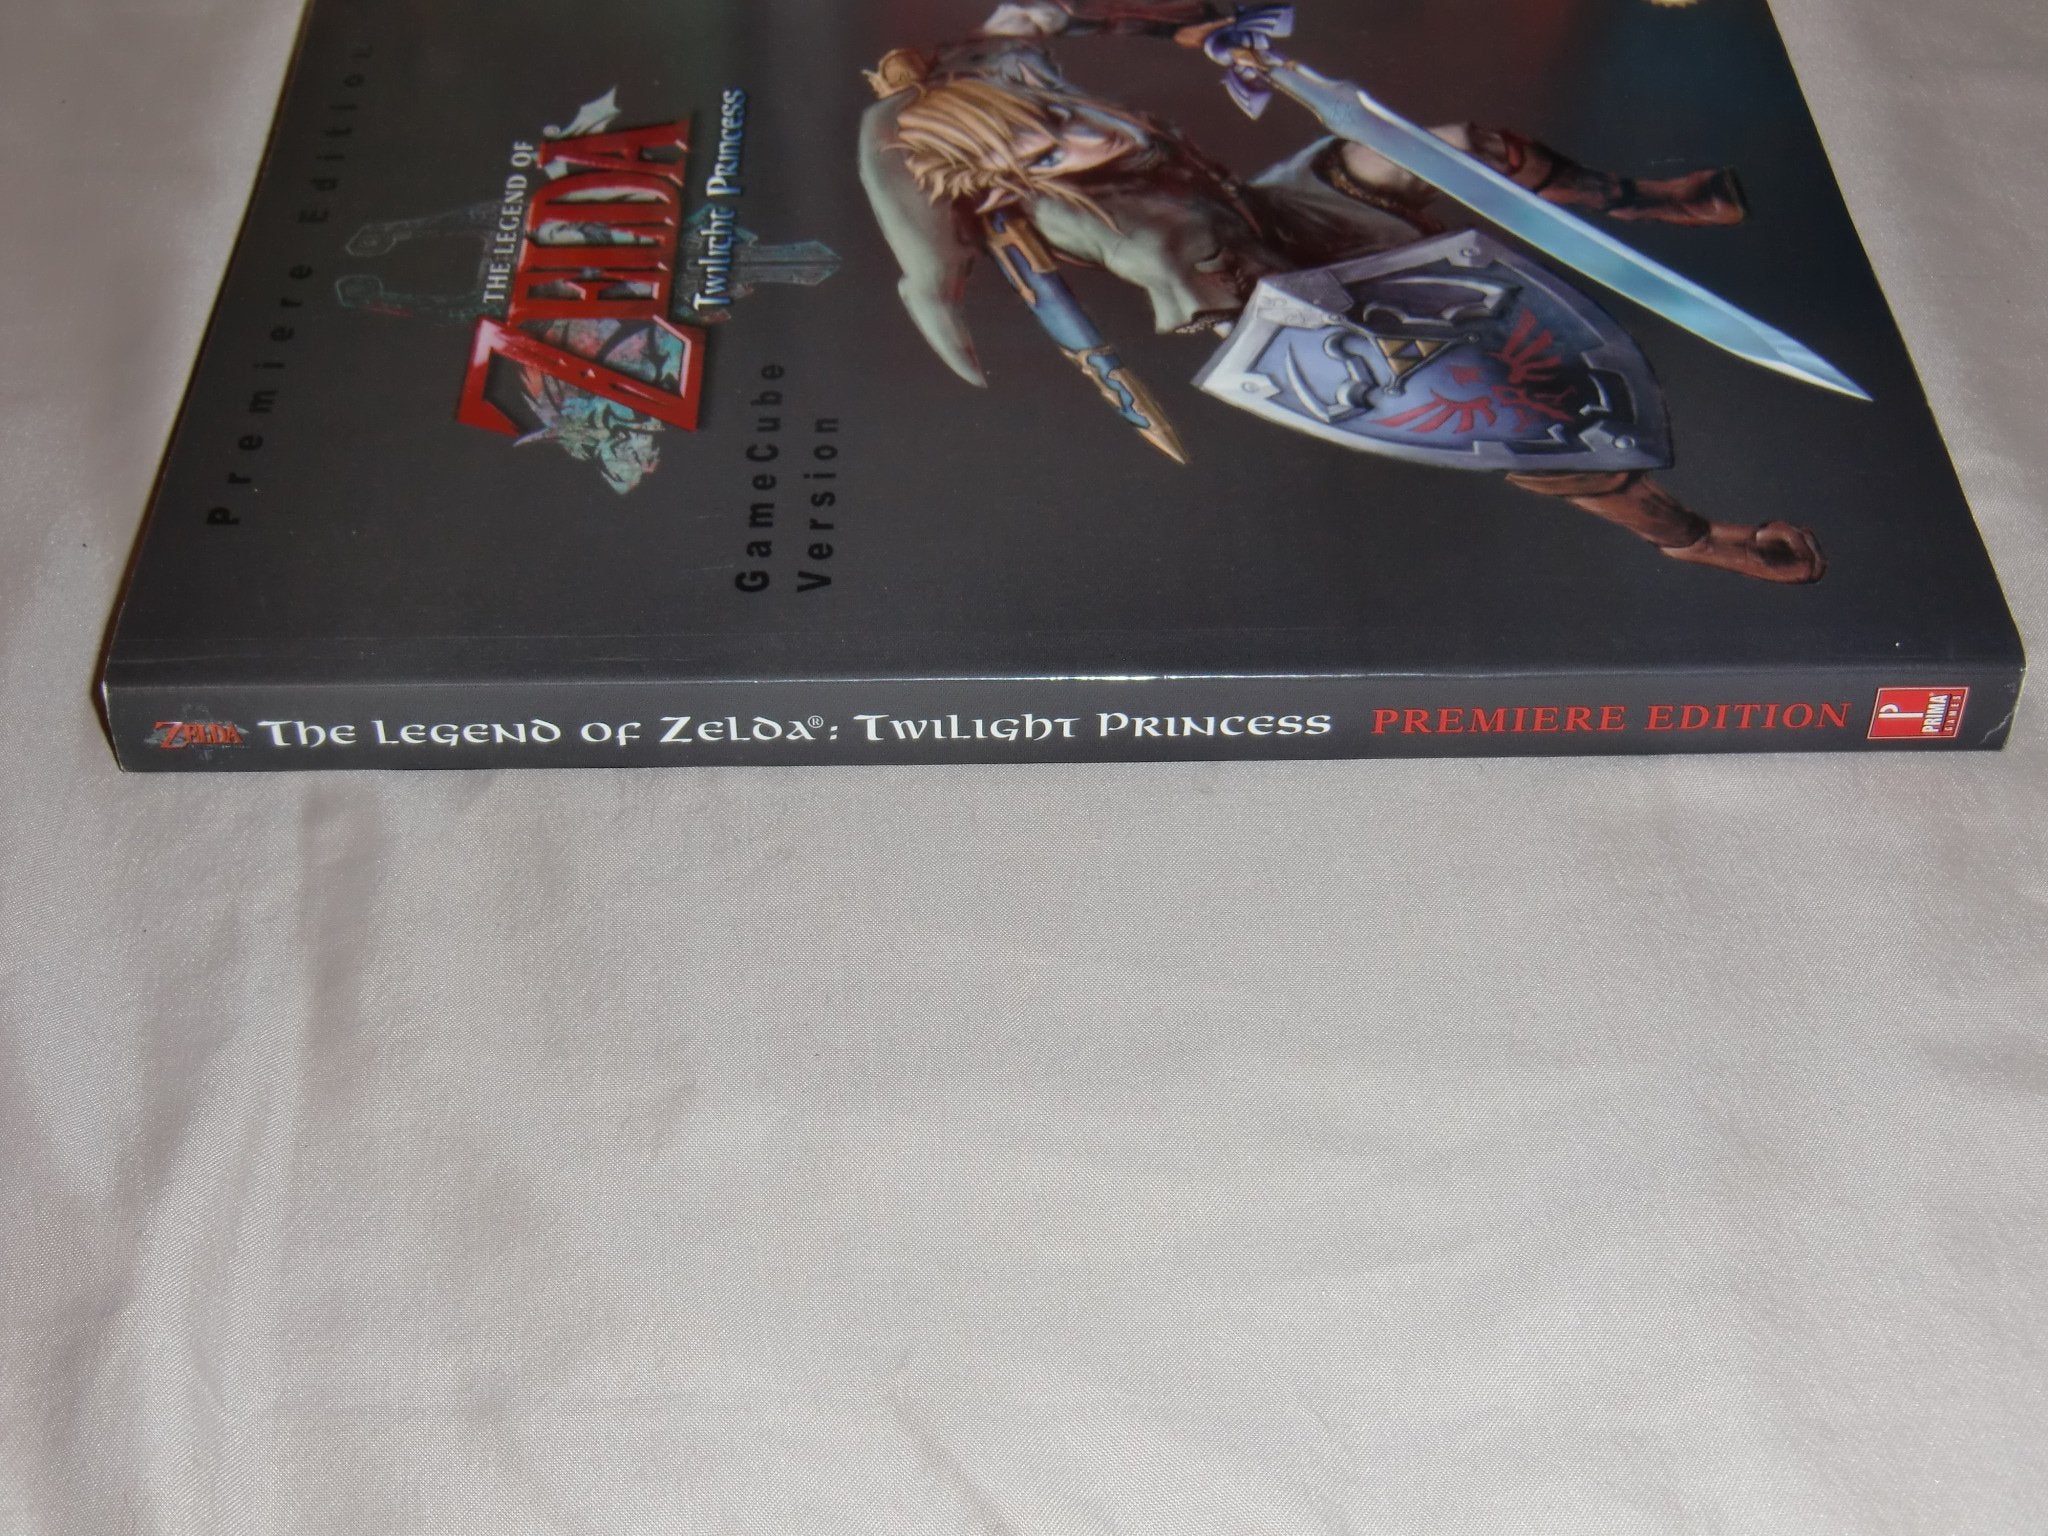 Premiere Edition
THE LEGEND OF
ZELDA®
Twilight Princess
GameCube
Version
ZELDA The Legend of Zelda®: Twilight Princess PREMIERE EDITION P PRIMA® GAMES